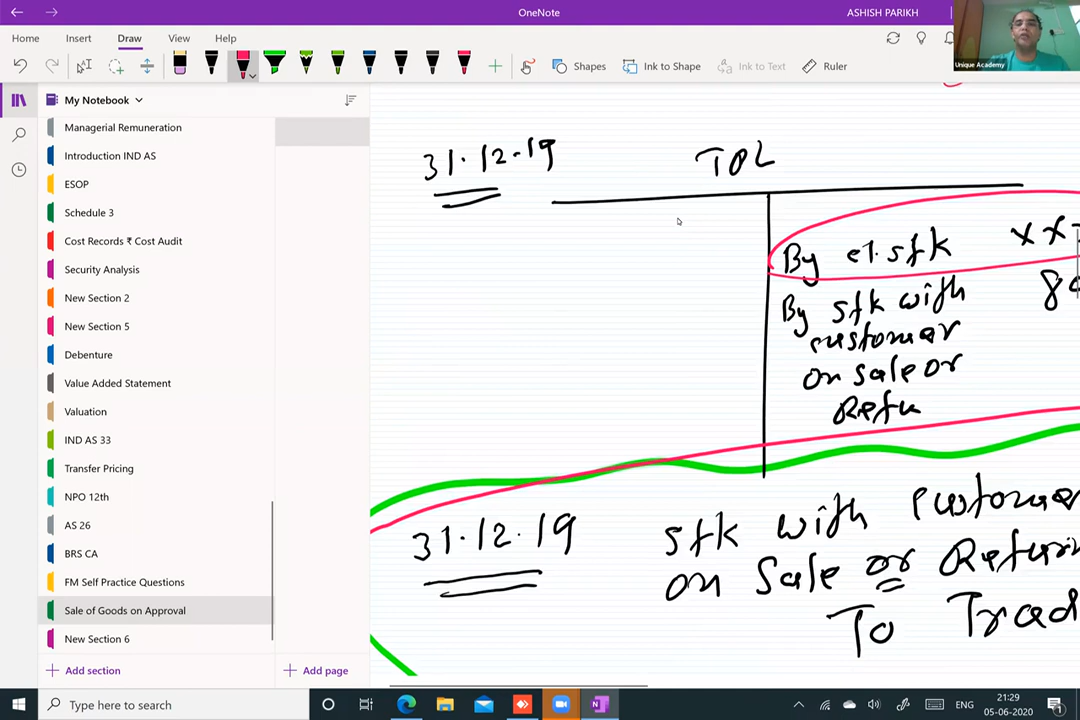 OneNote
ASHISH PARIKH
Home Insert Draw View Help
Unique Academy
Shapes Ink to Shape Ink to Text Ruler
My Notebook
Managerial Remuneration
Introduction IND AS
ESOP
Schedule 3
Cost Records ₹ Cost Audit
Security Analysis
New Section 2
New Section 5
Debenture
Value Added Statement
Valuation
IND AS 33
Transfer Pricing
NPO 12th
AS 26
BRS CA
FM Self Practice Questions
Sale of Goods on Approval
New Section 6
Add section
Add page
31.12.19
By cl. stk
By stk with
customer
on sale or
31.12.19
stk with customer
on Sale or Return
To Trad
Type here to search
ENG
21:29
05-06-2020